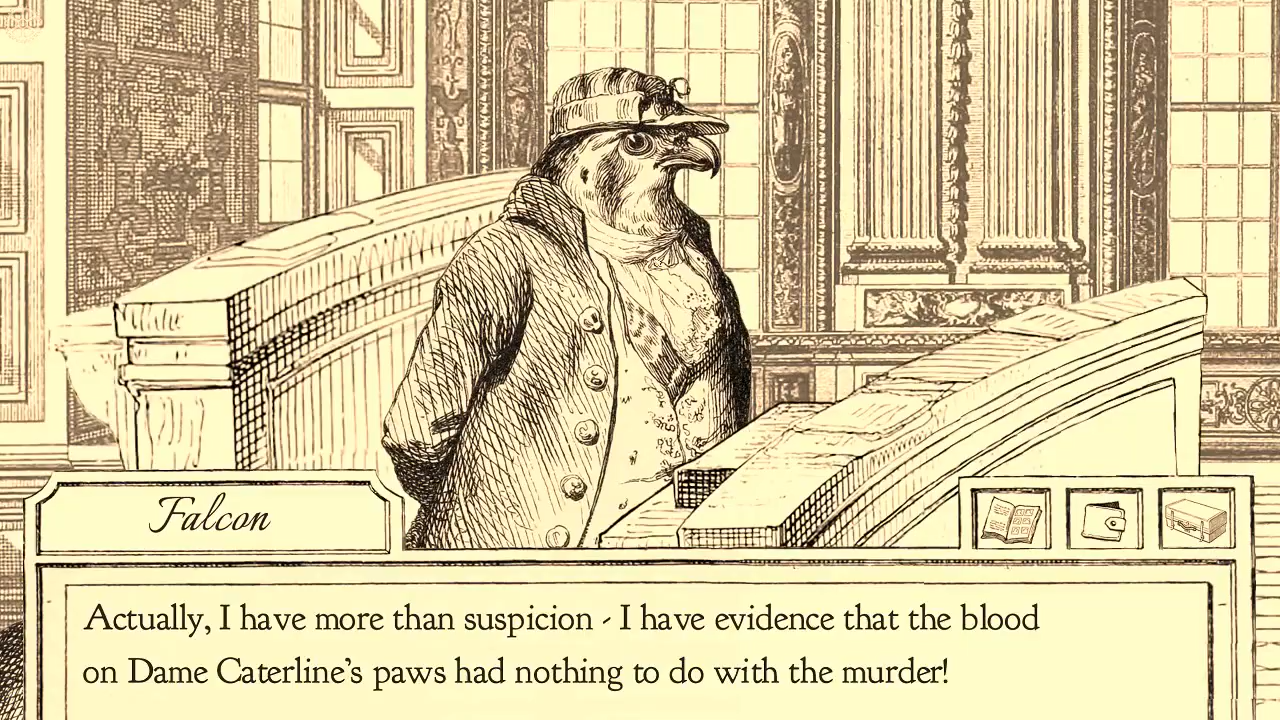 Falcon
Actually, I have more than suspicion - I have evidence that the blood
on Dame Caterline's paws had nothing to do with the murder!